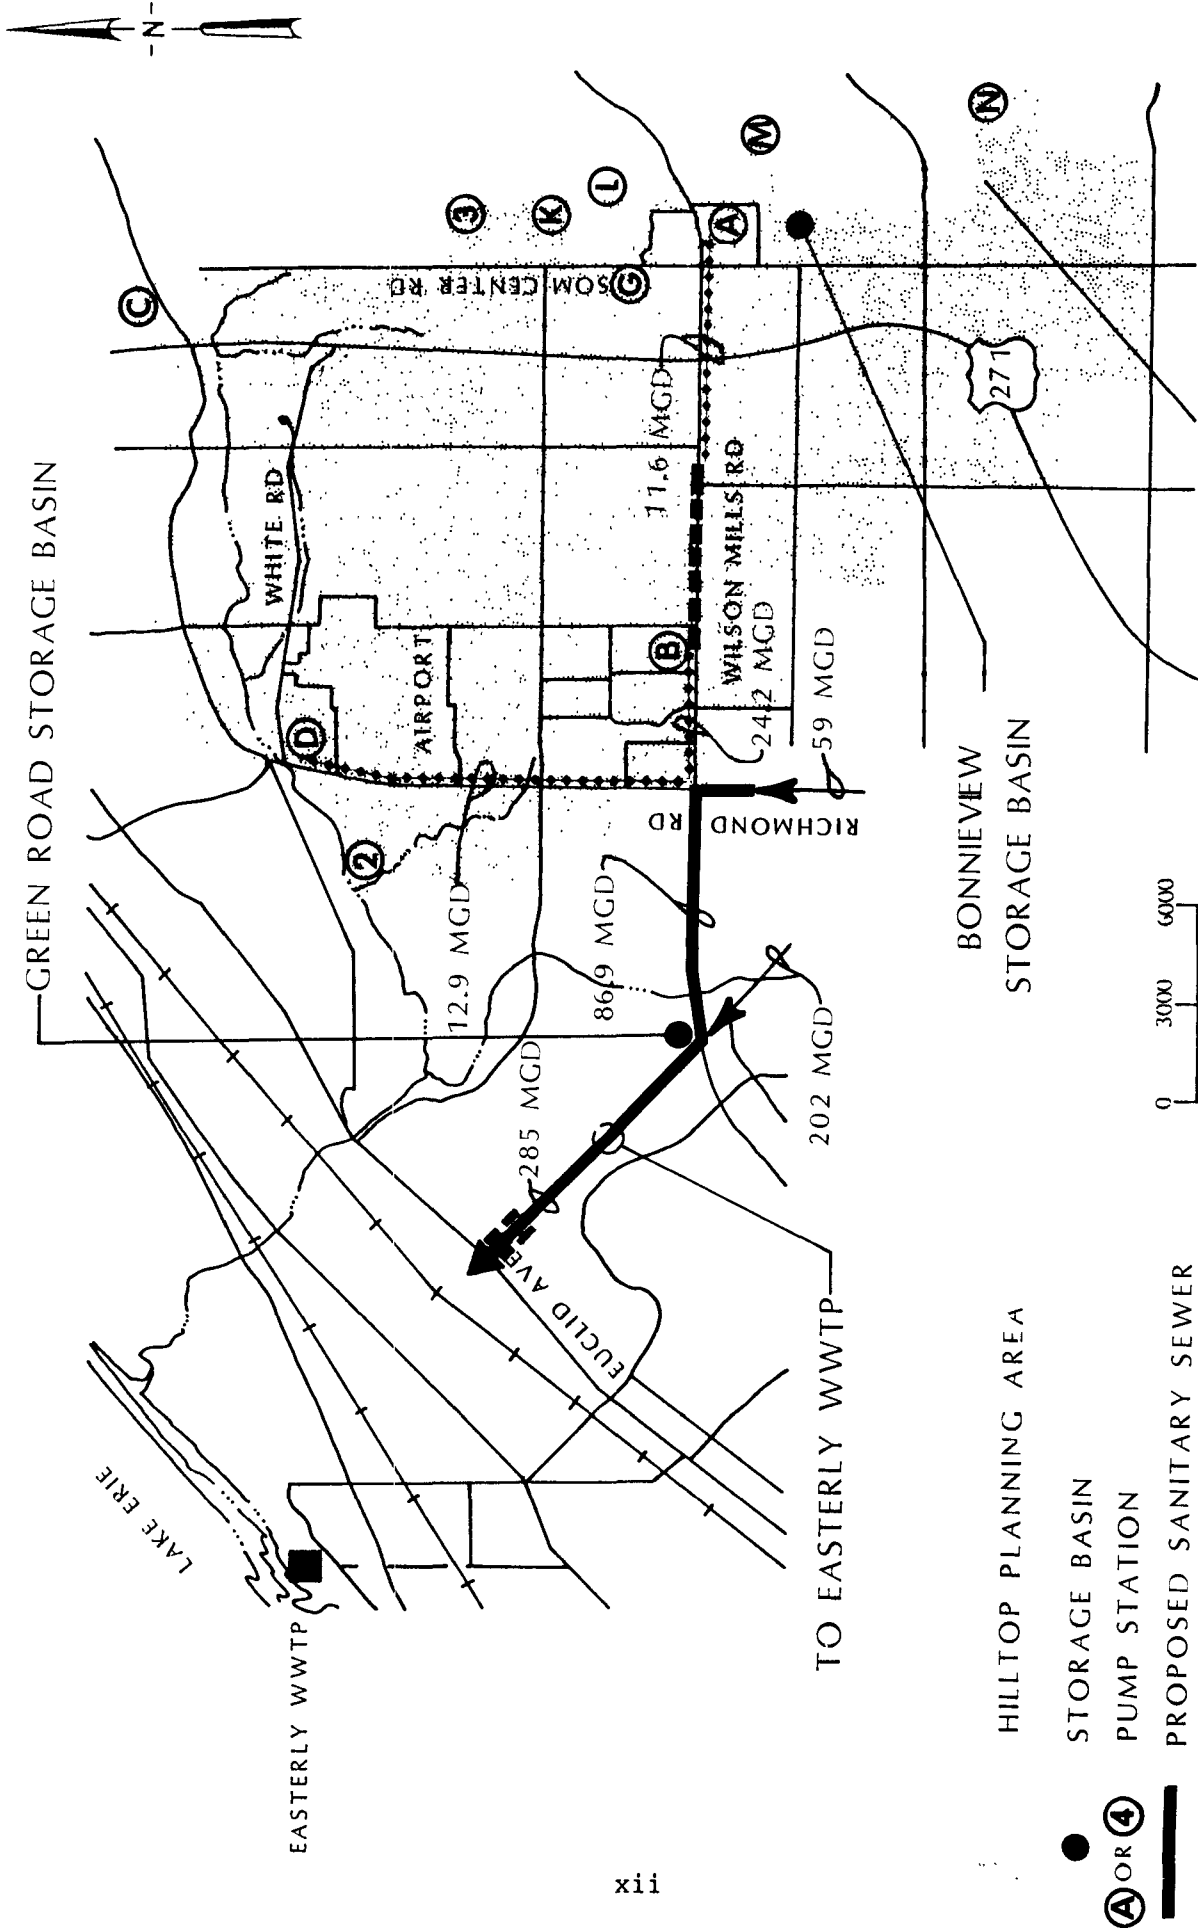 -N-
GREEN ROAD STORAGE BASIN
LAKE ERIE
EASTERLY WWTP
EUCLID AVE
285 MGD
12.9 MGD
86.9 MGD
202 MGD
TO EASTERLY WWTP
2
D
C
WHITE RD
AIRPORT
B
RICHMOND RD
WILSON MILLS RD
24.2 MGD
59 MGD
11.6 MGD
SOM CENTER RD
3
K
L
G
A
M
N
271
BONNIEVIEW
STORAGE BASIN
0 3000 6000
HILLTOP PLANNING AREA
STORAGE BASIN
A OR 4 PUMP STATION
PROPOSED SANITARY SEWER
xii